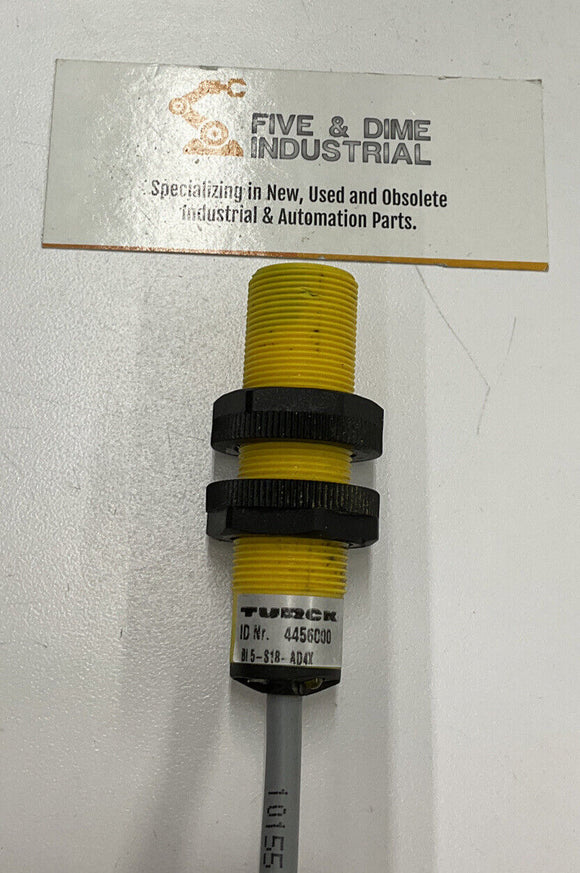 FIVE & DIME
INDUSTRIAL
Specializing in New, Used and Obsolete
Industrial & Automation Parts.
TURCK
ID Nr. 4456000
BI 5-S18-AD4X
10155